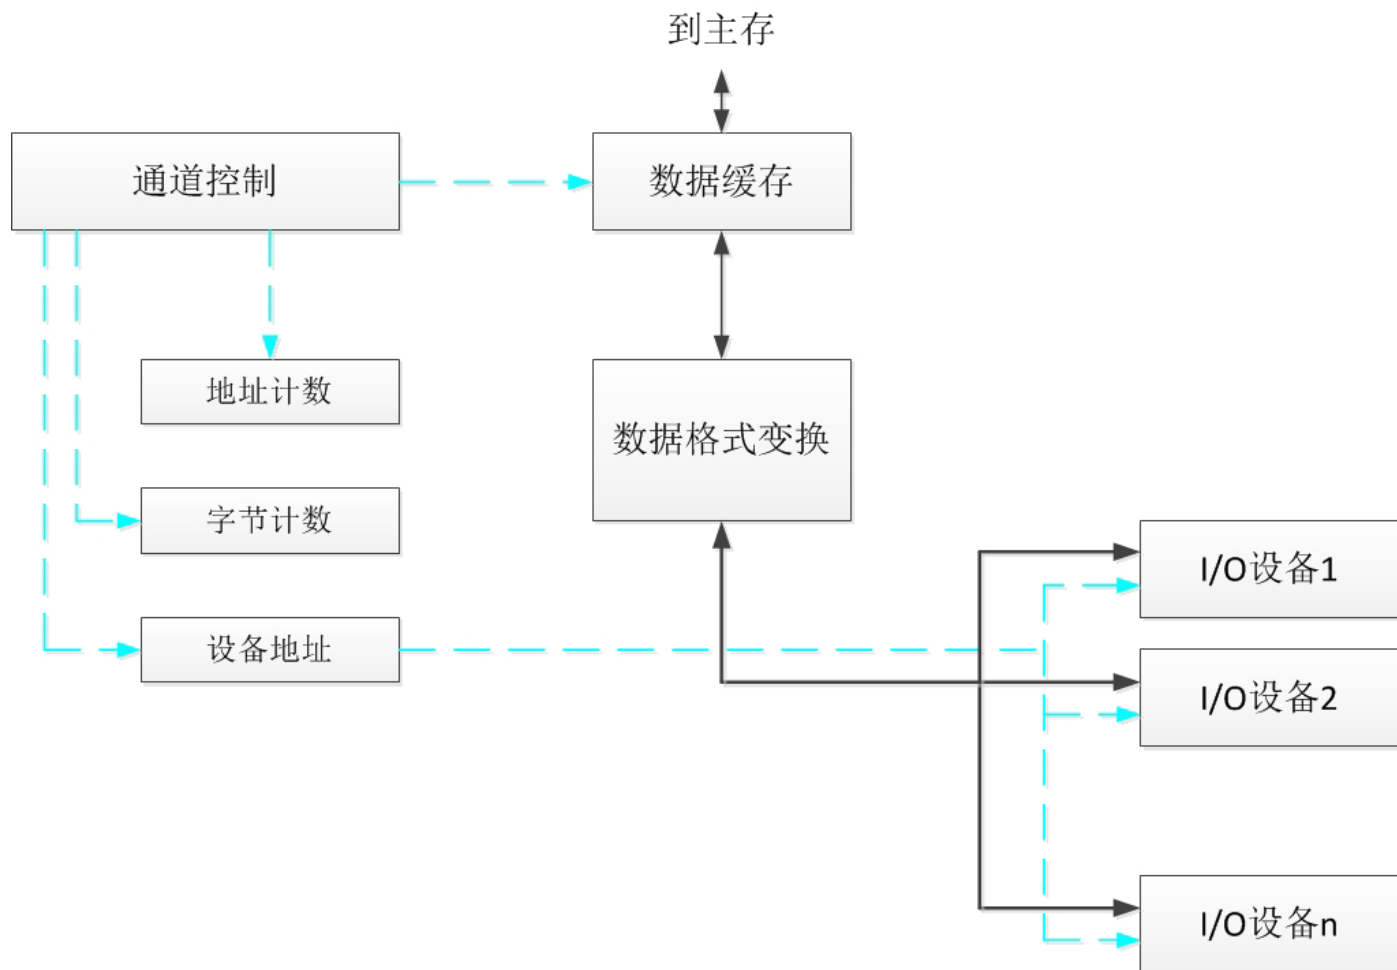 到主存
通道控制
数据缓存
地址计数
数据格式变换
字节计数
I/O设备1
设备地址
I/O设备2
I/O设备n